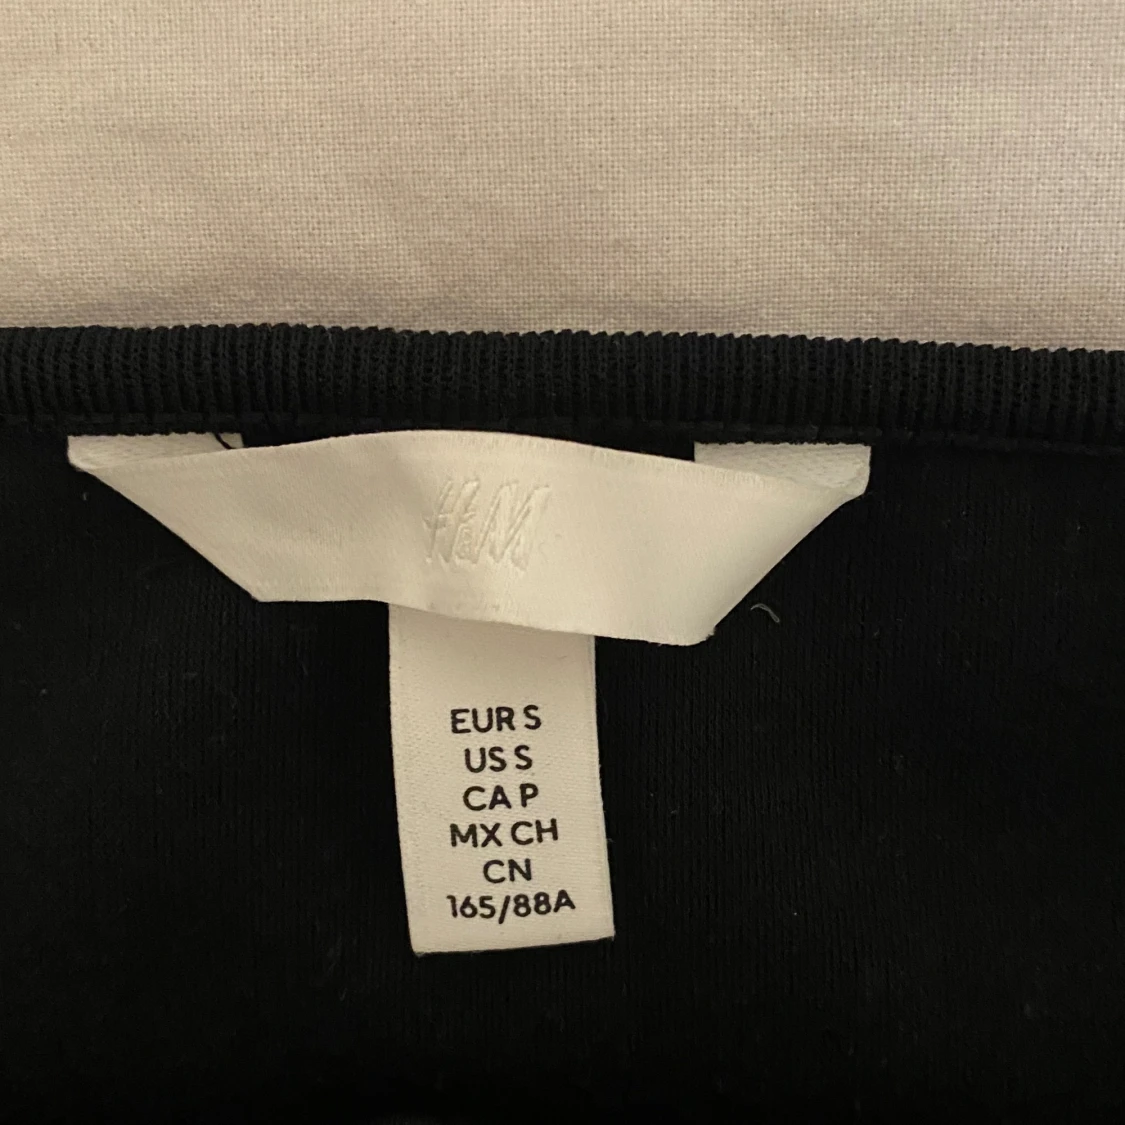 H&M
EUR S
US S
CA P
MX CH
CN
165/88A